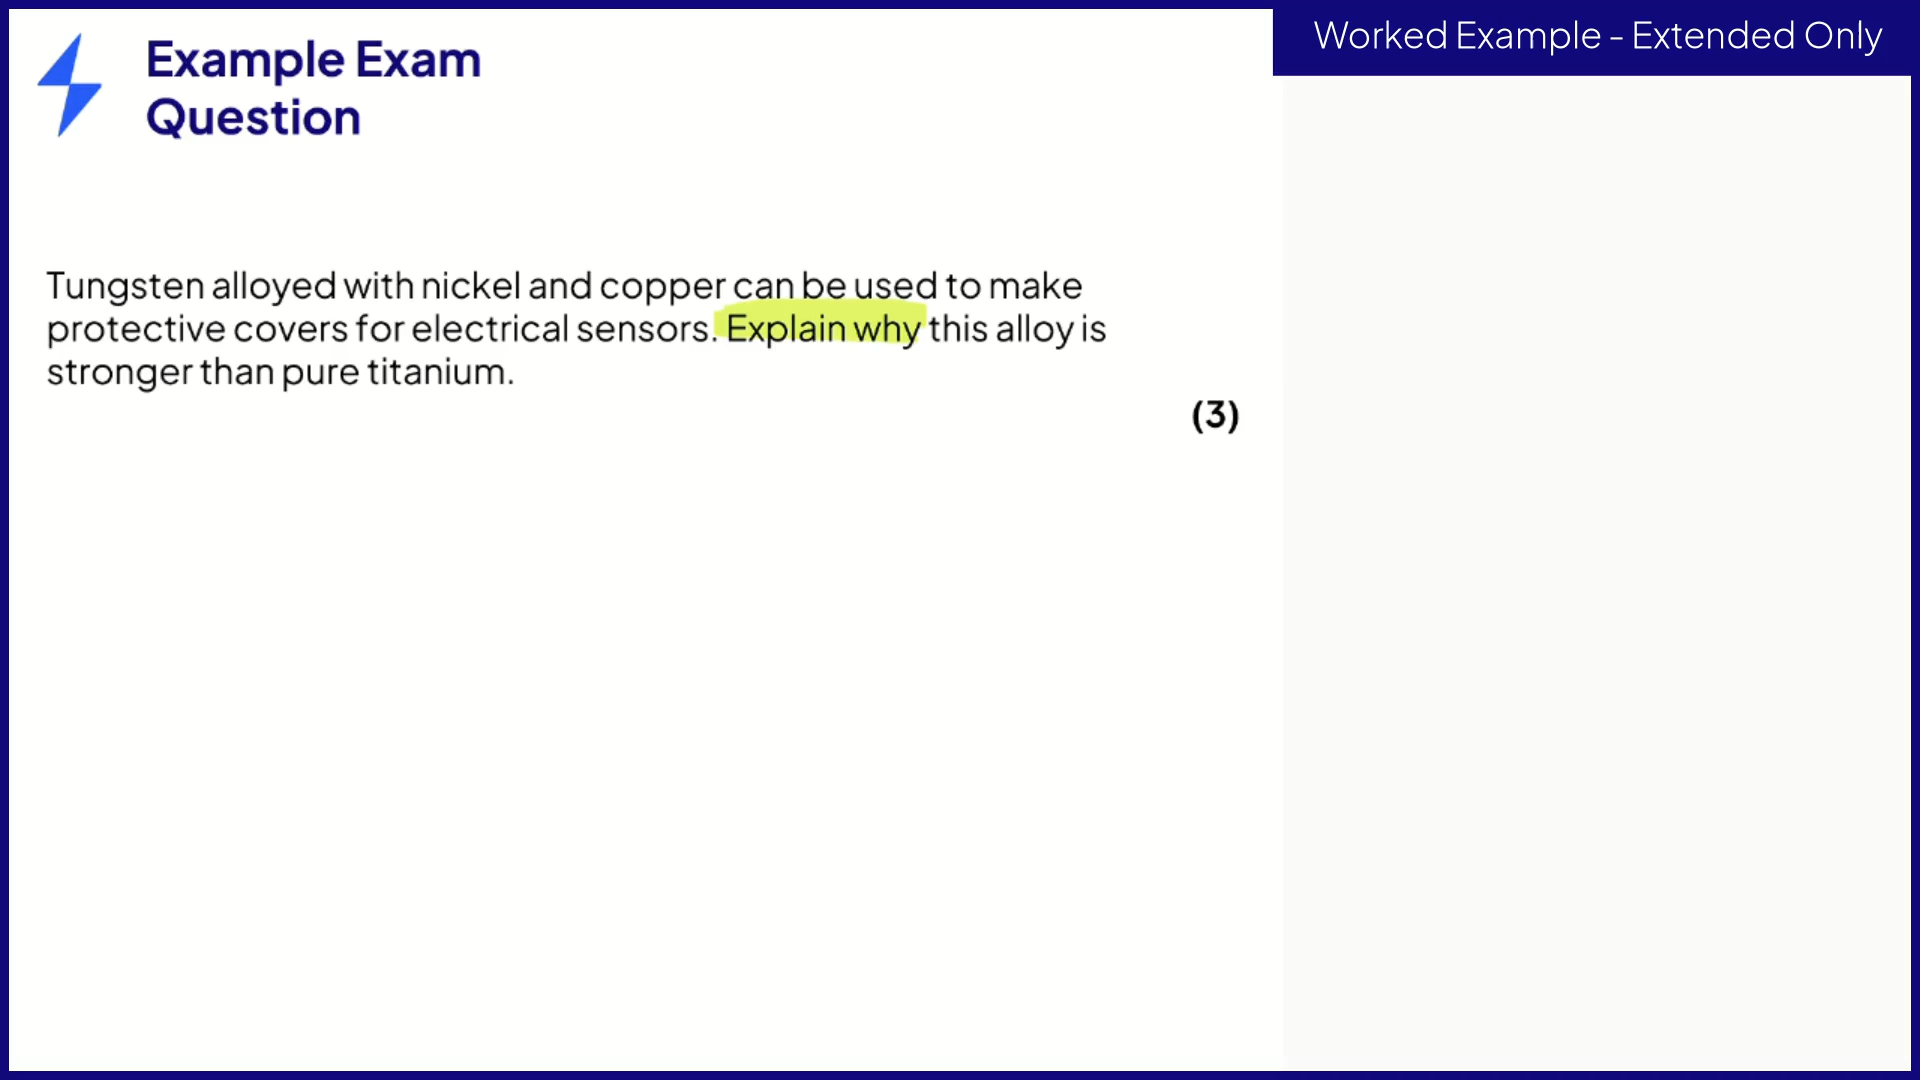 Worked Example - Extended Only
Example Exam
Question
Tungsten alloyed with nickel and copper can be used to make
protective covers for electrical sensors. Explain why this alloy is
stronger than pure titanium.
(3)